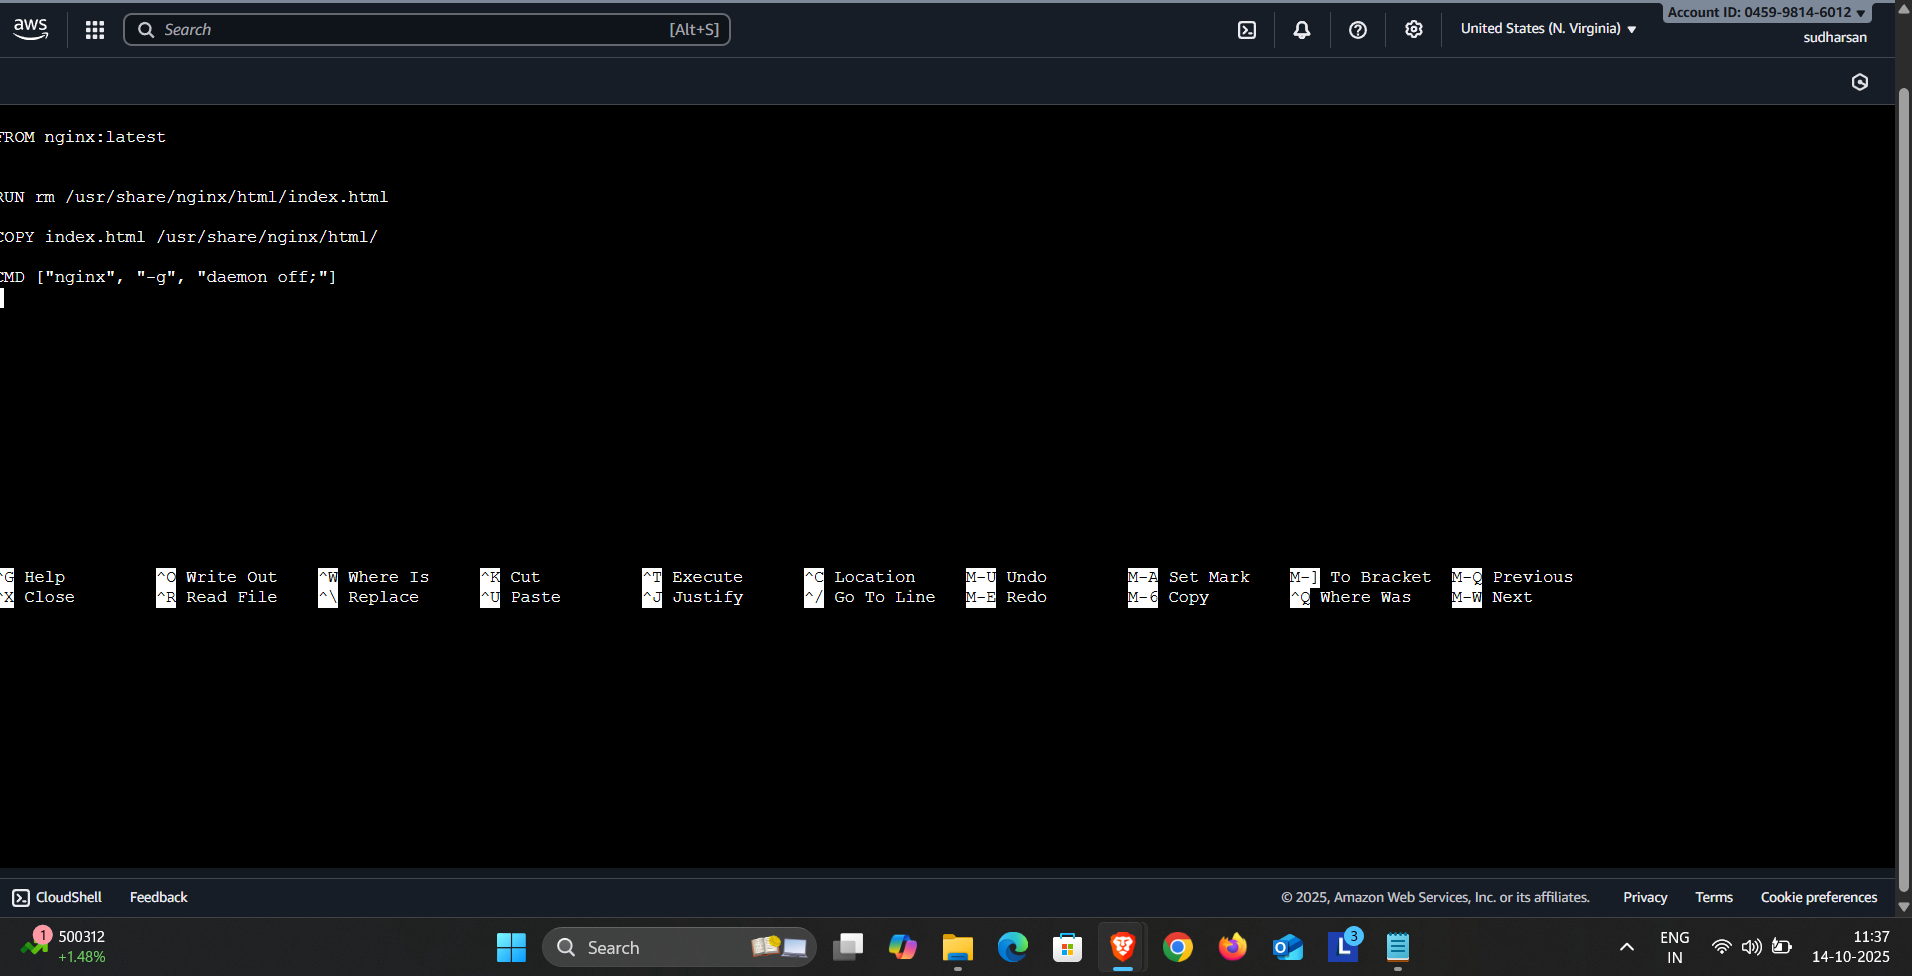 aws
Search
[Alt+S]
United States (N. Virginia)
Account ID: 0459-9814-6012
sudharsan
FROM nginx:latest
RUN rm /usr/share/nginx/html/index.html
COPY index.html /usr/share/nginx/html/
CMD ["nginx", "-g", "daemon off;"]
^G Help ^O Write Out ^W Where Is ^K Cut ^T Execute ^C Location M-U Undo M-A Set Mark M-] To Bracket M-Q Previous
^X Close ^R Read File ^\ Replace ^U Paste ^J Justify ^/ Go To Line M-E Redo M-6 Copy ^Q Where Was M-W Next
CloudShell Feedback © 2025, Amazon Web Services, Inc. or its affiliates. Privacy Terms Cookie preferences
1
500312
+1.48%
Search
L
3
ENG
IN
11:37
14-10-2025